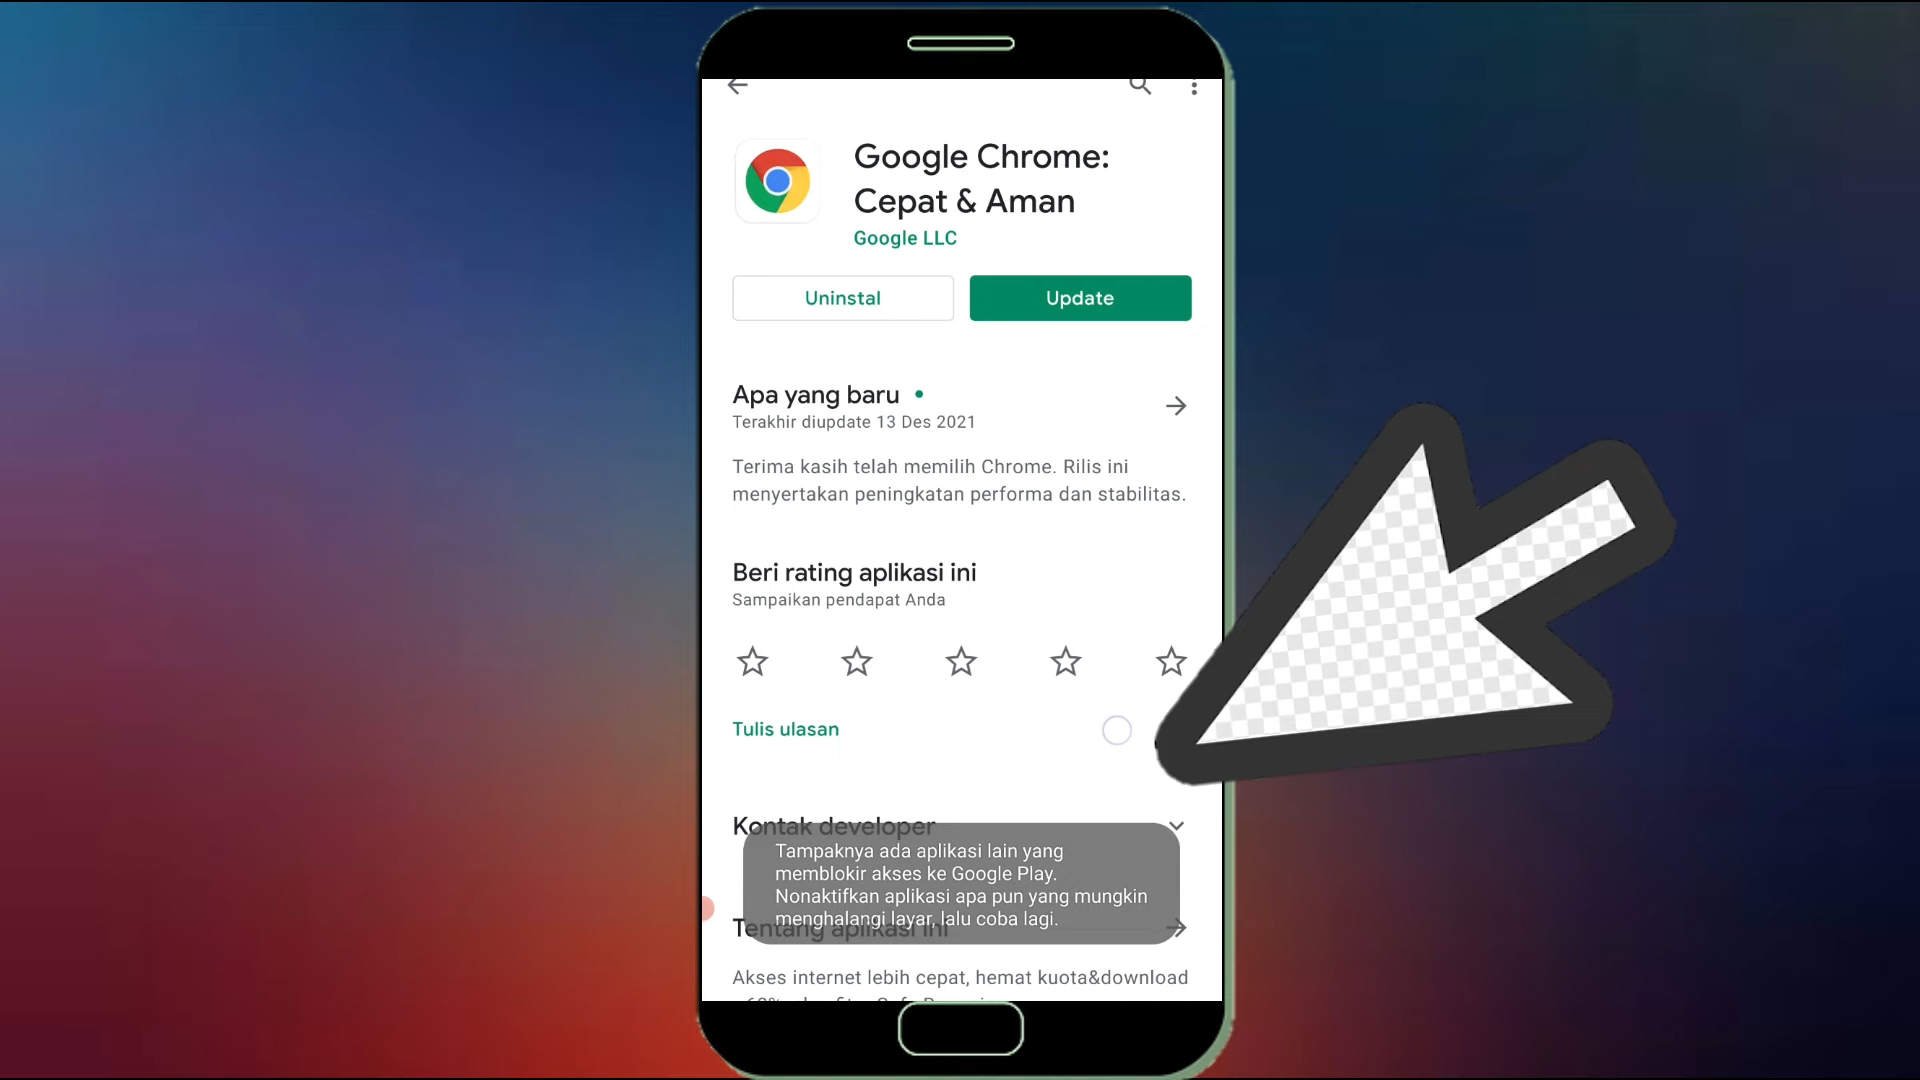 Google Chrome:
Cepat & Aman
Google LLC
Uninstal
Update
Apa yang baru
Terakhir diupdate 13 Des 2021
Terima kasih telah memilih Chrome. Rilis ini
menyertakan peningkatan performa dan stabilitas.
Beri rating aplikasi ini
Sampaikan pendapat Anda
Tulis ulasan
Kontak developer
Tampaknya ada aplikasi lain yang
memblokir akses ke Google Play.
Nonaktifkan aplikasi apa pun yang mungkin
menghalangi layar, lalu coba lagi.
Tentang aplikasi ini
Akses internet lebih cepat, hemat kuota&download